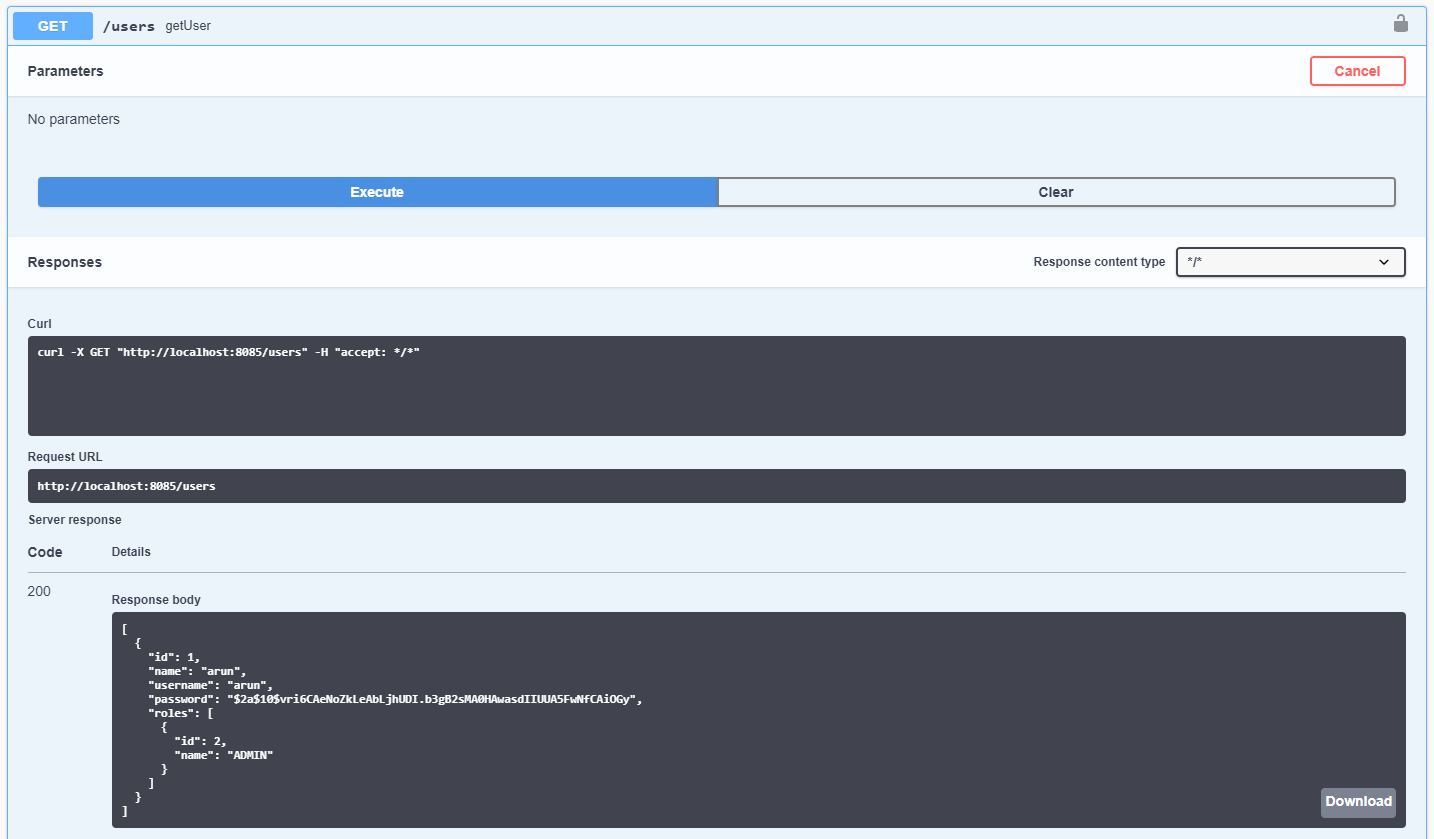 GET /users getUser
Parameters Cancel
No parameters
Execute Clear
Responses Response content type */*
Curl
curl -X GET "http://localhost:8085/users" -H "accept: */*"
Request URL
http://localhost:8085/users
Server response
Code Details
200
Response body
[
  {
    "id": 1,
    "name": "arun",
    "username": "arun",
    "password": "$2a$10$vri6CAeNoZkLeAbLjhUDI.b3gB2sMA0HAwasdIIUUA5FwNfCAiOGy",
    "roles": [
      {
        "id": 2,
        "name": "ADMIN"
      }
    ]
  }
]
Download